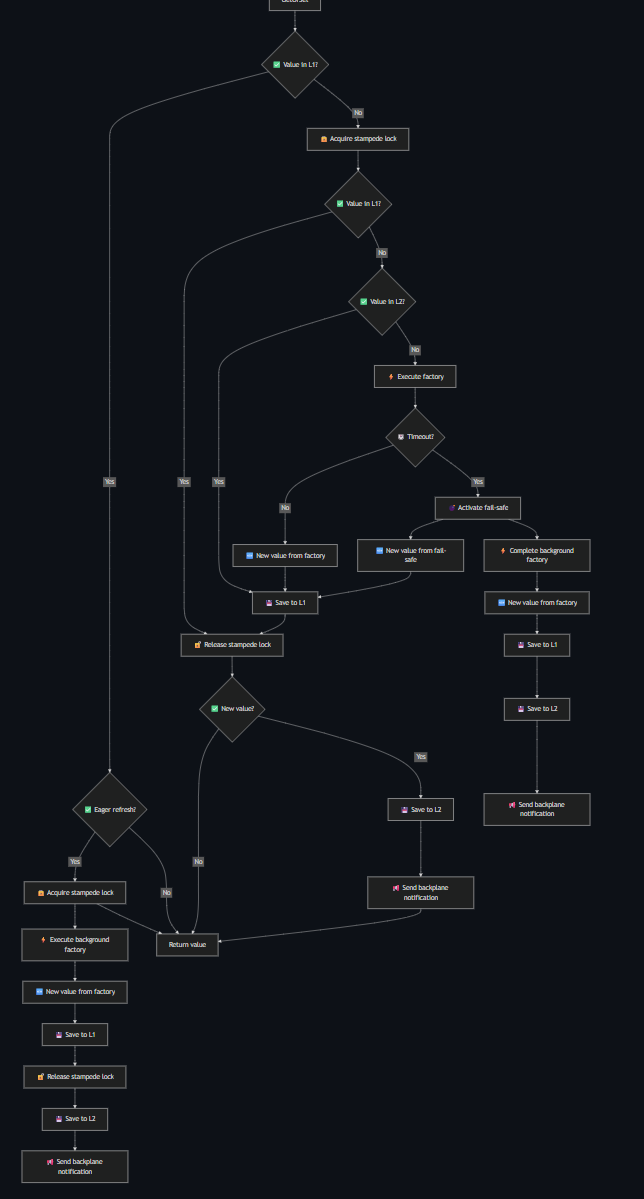 GetOrSet
Value in L1?
No
Acquire stampede lock
Value in L1?
No
Value in L2?
No
Execute factory
Timeout?
Yes
Yes
Yes
Yes
No
Activate fail-safe
New value from factory
New value from fail-
safe
Complete background
factory
Save to L1
New value from factory
Release stampede lock
Save to L1
New value?
Save to L2
Yes
Eager refresh?
Save to L2
Send backplane
notification
Yes
No
No
Acquire stampede lock
Send backplane
notification
Execute background
factory
Return value
New value from factory
Save to L1
Release stampede lock
Save to L2
Send backplane
notification